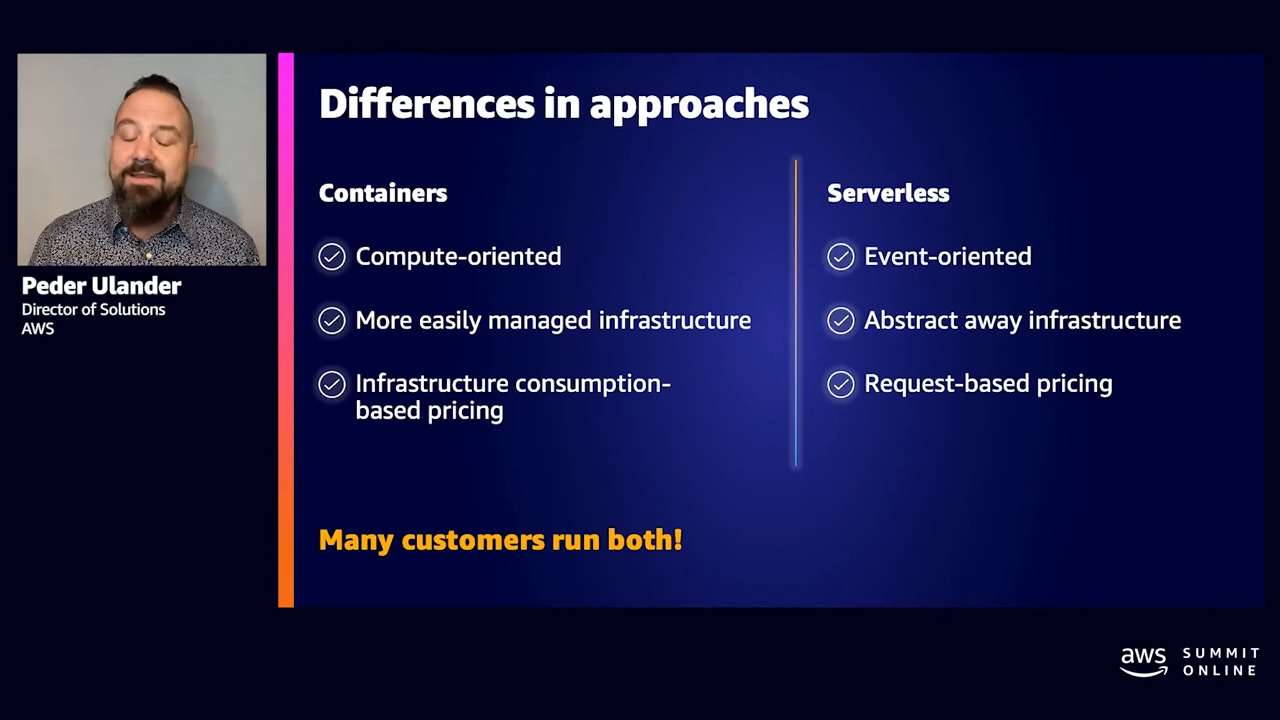 Differences in approaches
Containers
Compute-oriented
More easily managed infrastructure
Infrastructure consumption-
based pricing
Serverless
Event-oriented
Abstract away infrastructure
Request-based pricing
Many customers run both!
Peder Ulander
Director of Solutions
AWS
aws
SUMMIT
ONLINE